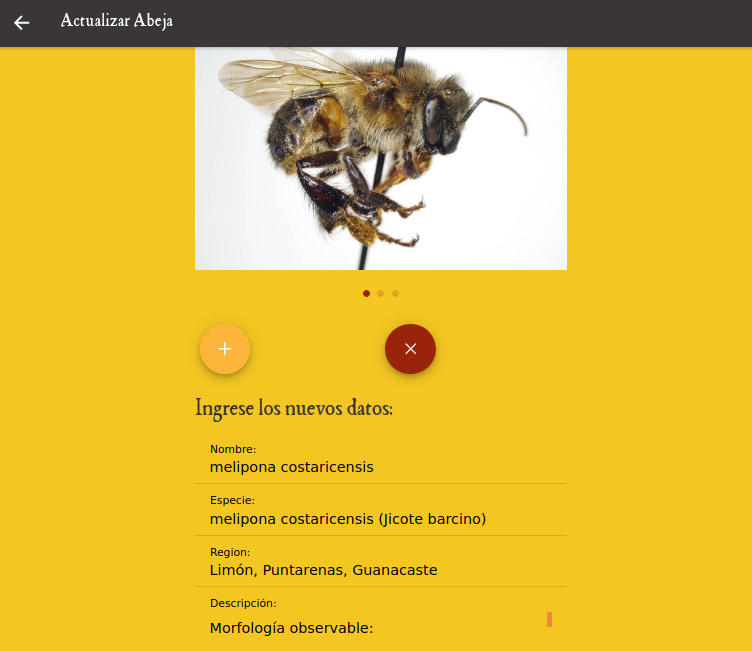 Actualizar Abeja
Ingrese los nuevos datos:
Nombre:
melipona costaricensis
Especie:
melipona costaricensis (Jicote barcino)
Region:
Limón, Puntarenas, Guanacaste
Descripción:
Morfología observable: